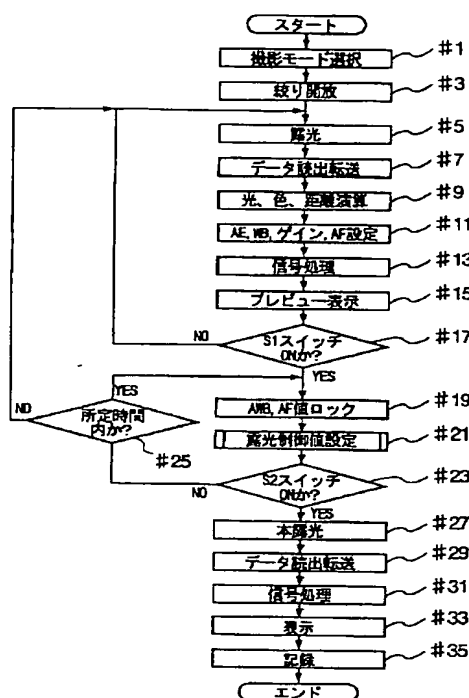 スタート
撮影モード選択 #1
絞り開放 #3
露光 #5
データ読出転送 #7
光、色、距離演算 #9
AE,WB,ゲイン,AF設定 #11
信号処理 #13
プレビュー表示 #15
S1スイッチ
ONか? #17
NO
YES
AWB,AF値ロック #19
露光制御値設定 #21
S2スイッチ
ONか? #23
NO
YES
所定時間
内か? #25
NO
YES
本露光 #27
データ読出転送 #29
信号処理 #31
表示 #33
記録 #35
エンド